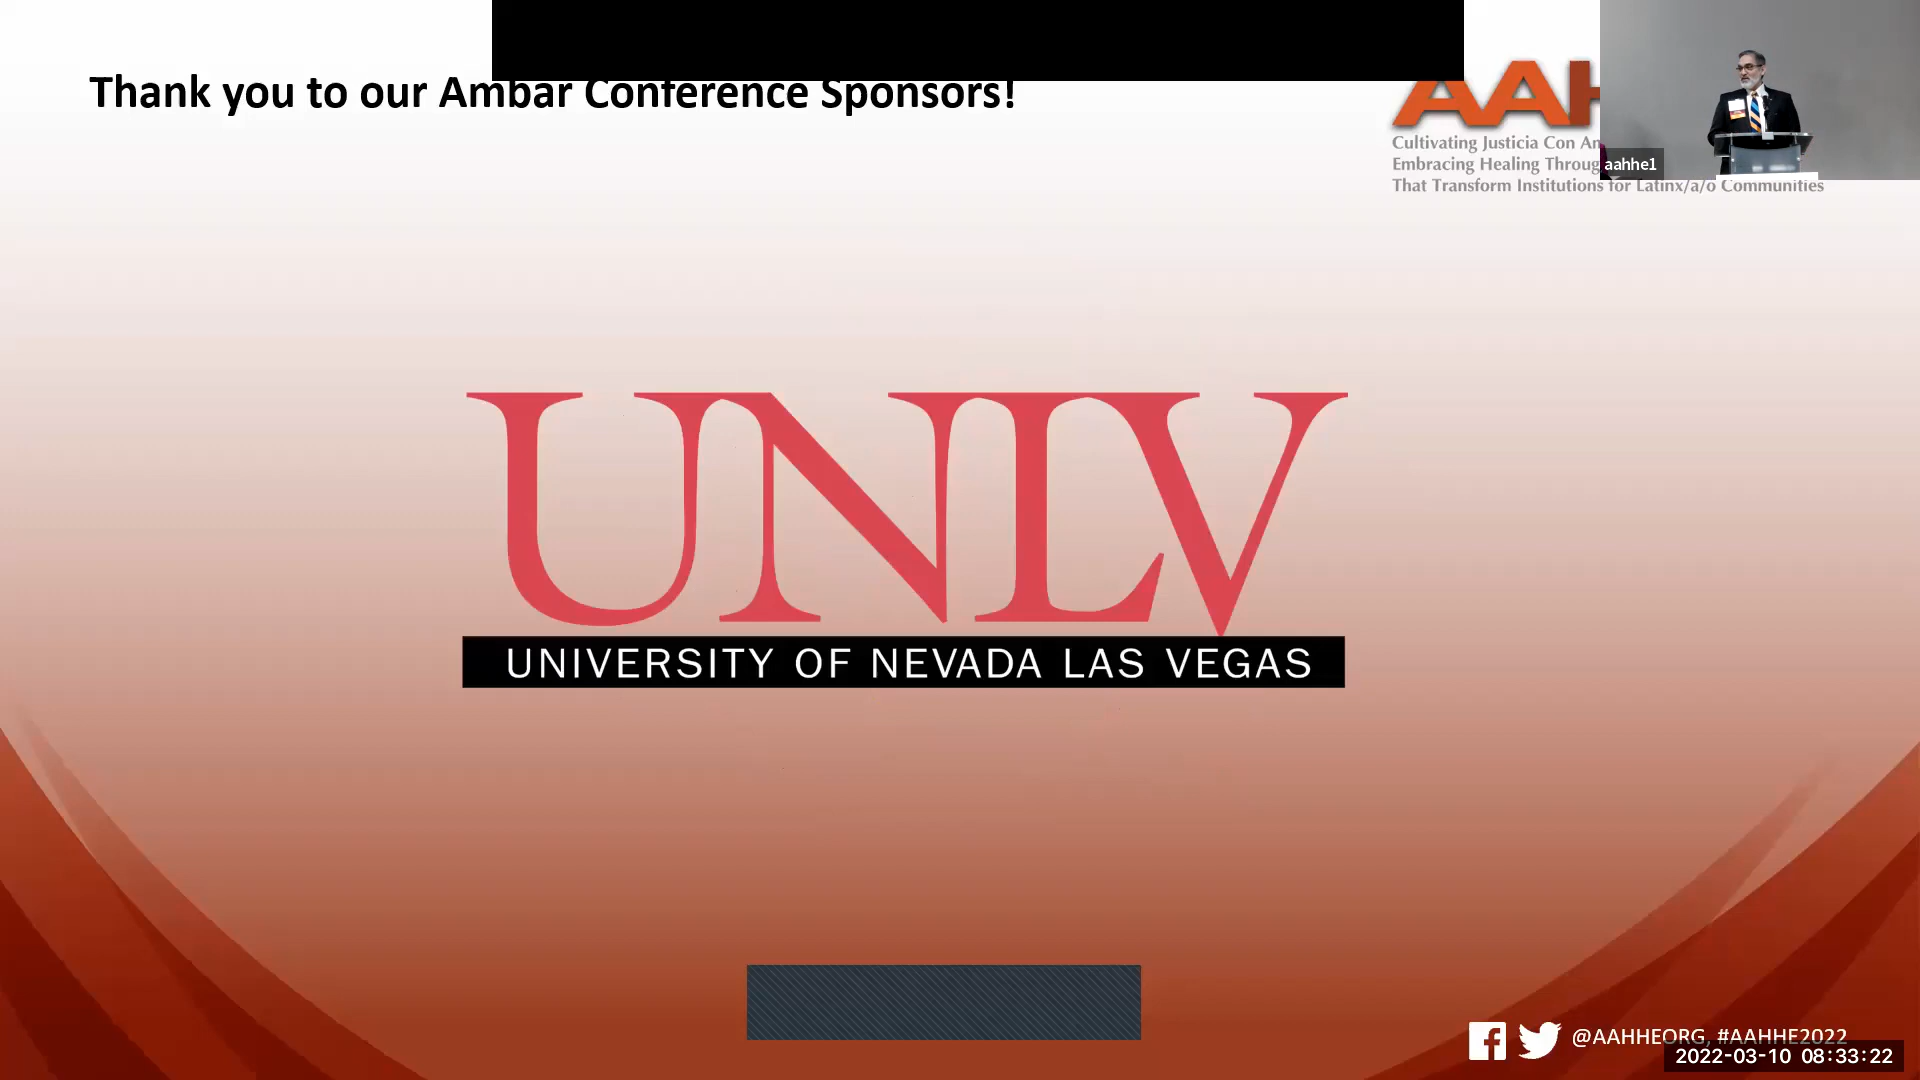 Thank you to our Ambar Conference Sponsors!
Cultivating Justicia Con
Embracing Healing
That Transform Institutions for Latinx/a/o Communities
aahhe1
UNLV
UNIVERSITY OF NEVADA LAS VEGAS
@AAHHEORG, #AAHHE2022
2022-03-10 08:33:22